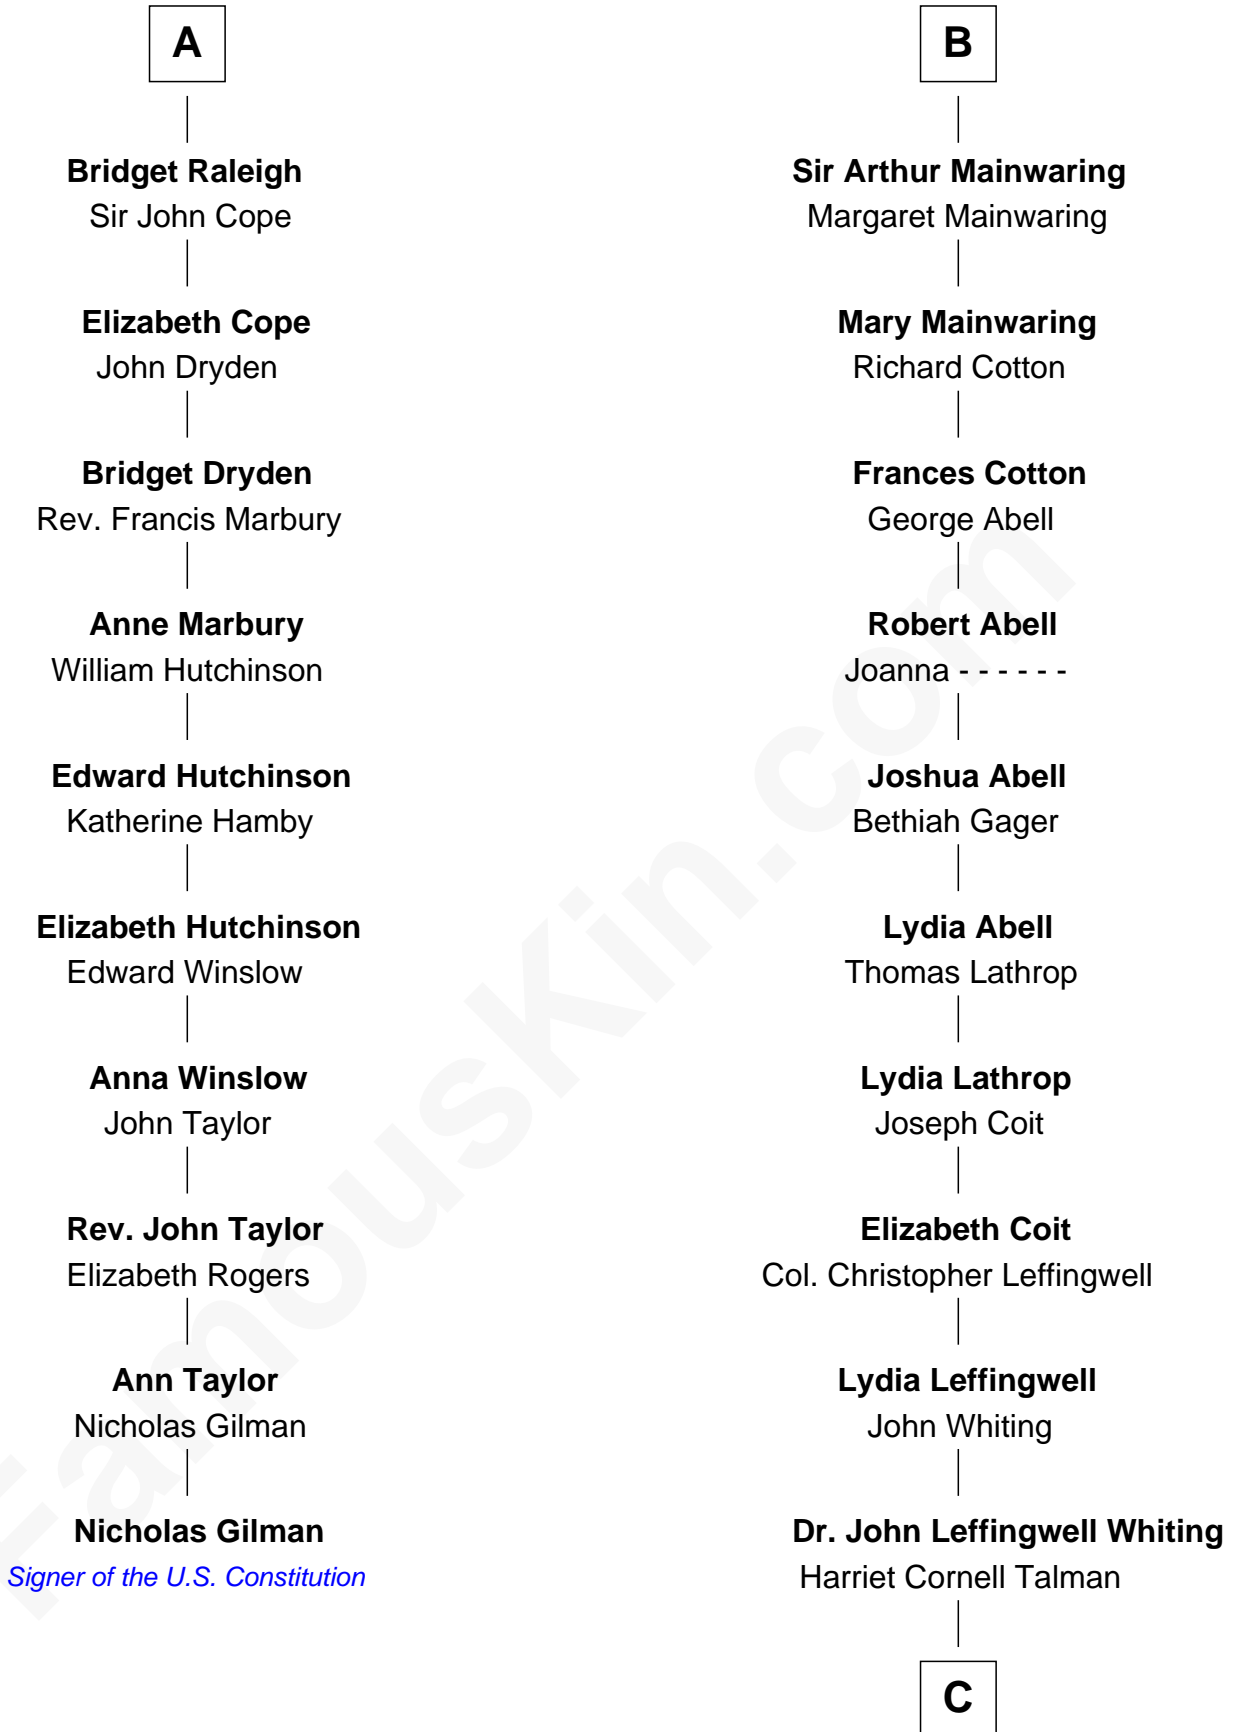 A
Bridget Raleigh
Sir John Cope
Elizabeth Cope
John Dryden
Bridget Dryden
Rev. Francis Marbury
Anne Marbury
William Hutchinson
Edward Hutchinson
Katherine Hamby
Elizabeth Hutchinson
Edward Winslow
Anna Winslow
John Taylor
Rev. John Taylor
Elizabeth Rogers
Ann Taylor
Nicholas Gilman
Nicholas Gilman
Signer of the U.S. Constitution
B
Sir Arthur Mainwaring
Margaret Mainwaring
Mary Mainwaring
Richard Cotton
Frances Cotton
George Abell
Robert Abell
Joanna - - - - - -
Joshua Abell
Bethiah Gager
Lydia Abell
Thomas Lathrop
Lydia Lathrop
Joseph Coit
Elizabeth Coit
Col. Christopher Leffingwell
Lydia Leffingwell
John Whiting
Dr. John Leffingwell Whiting
Harriet Cornell Talman
C
FamousKin.com